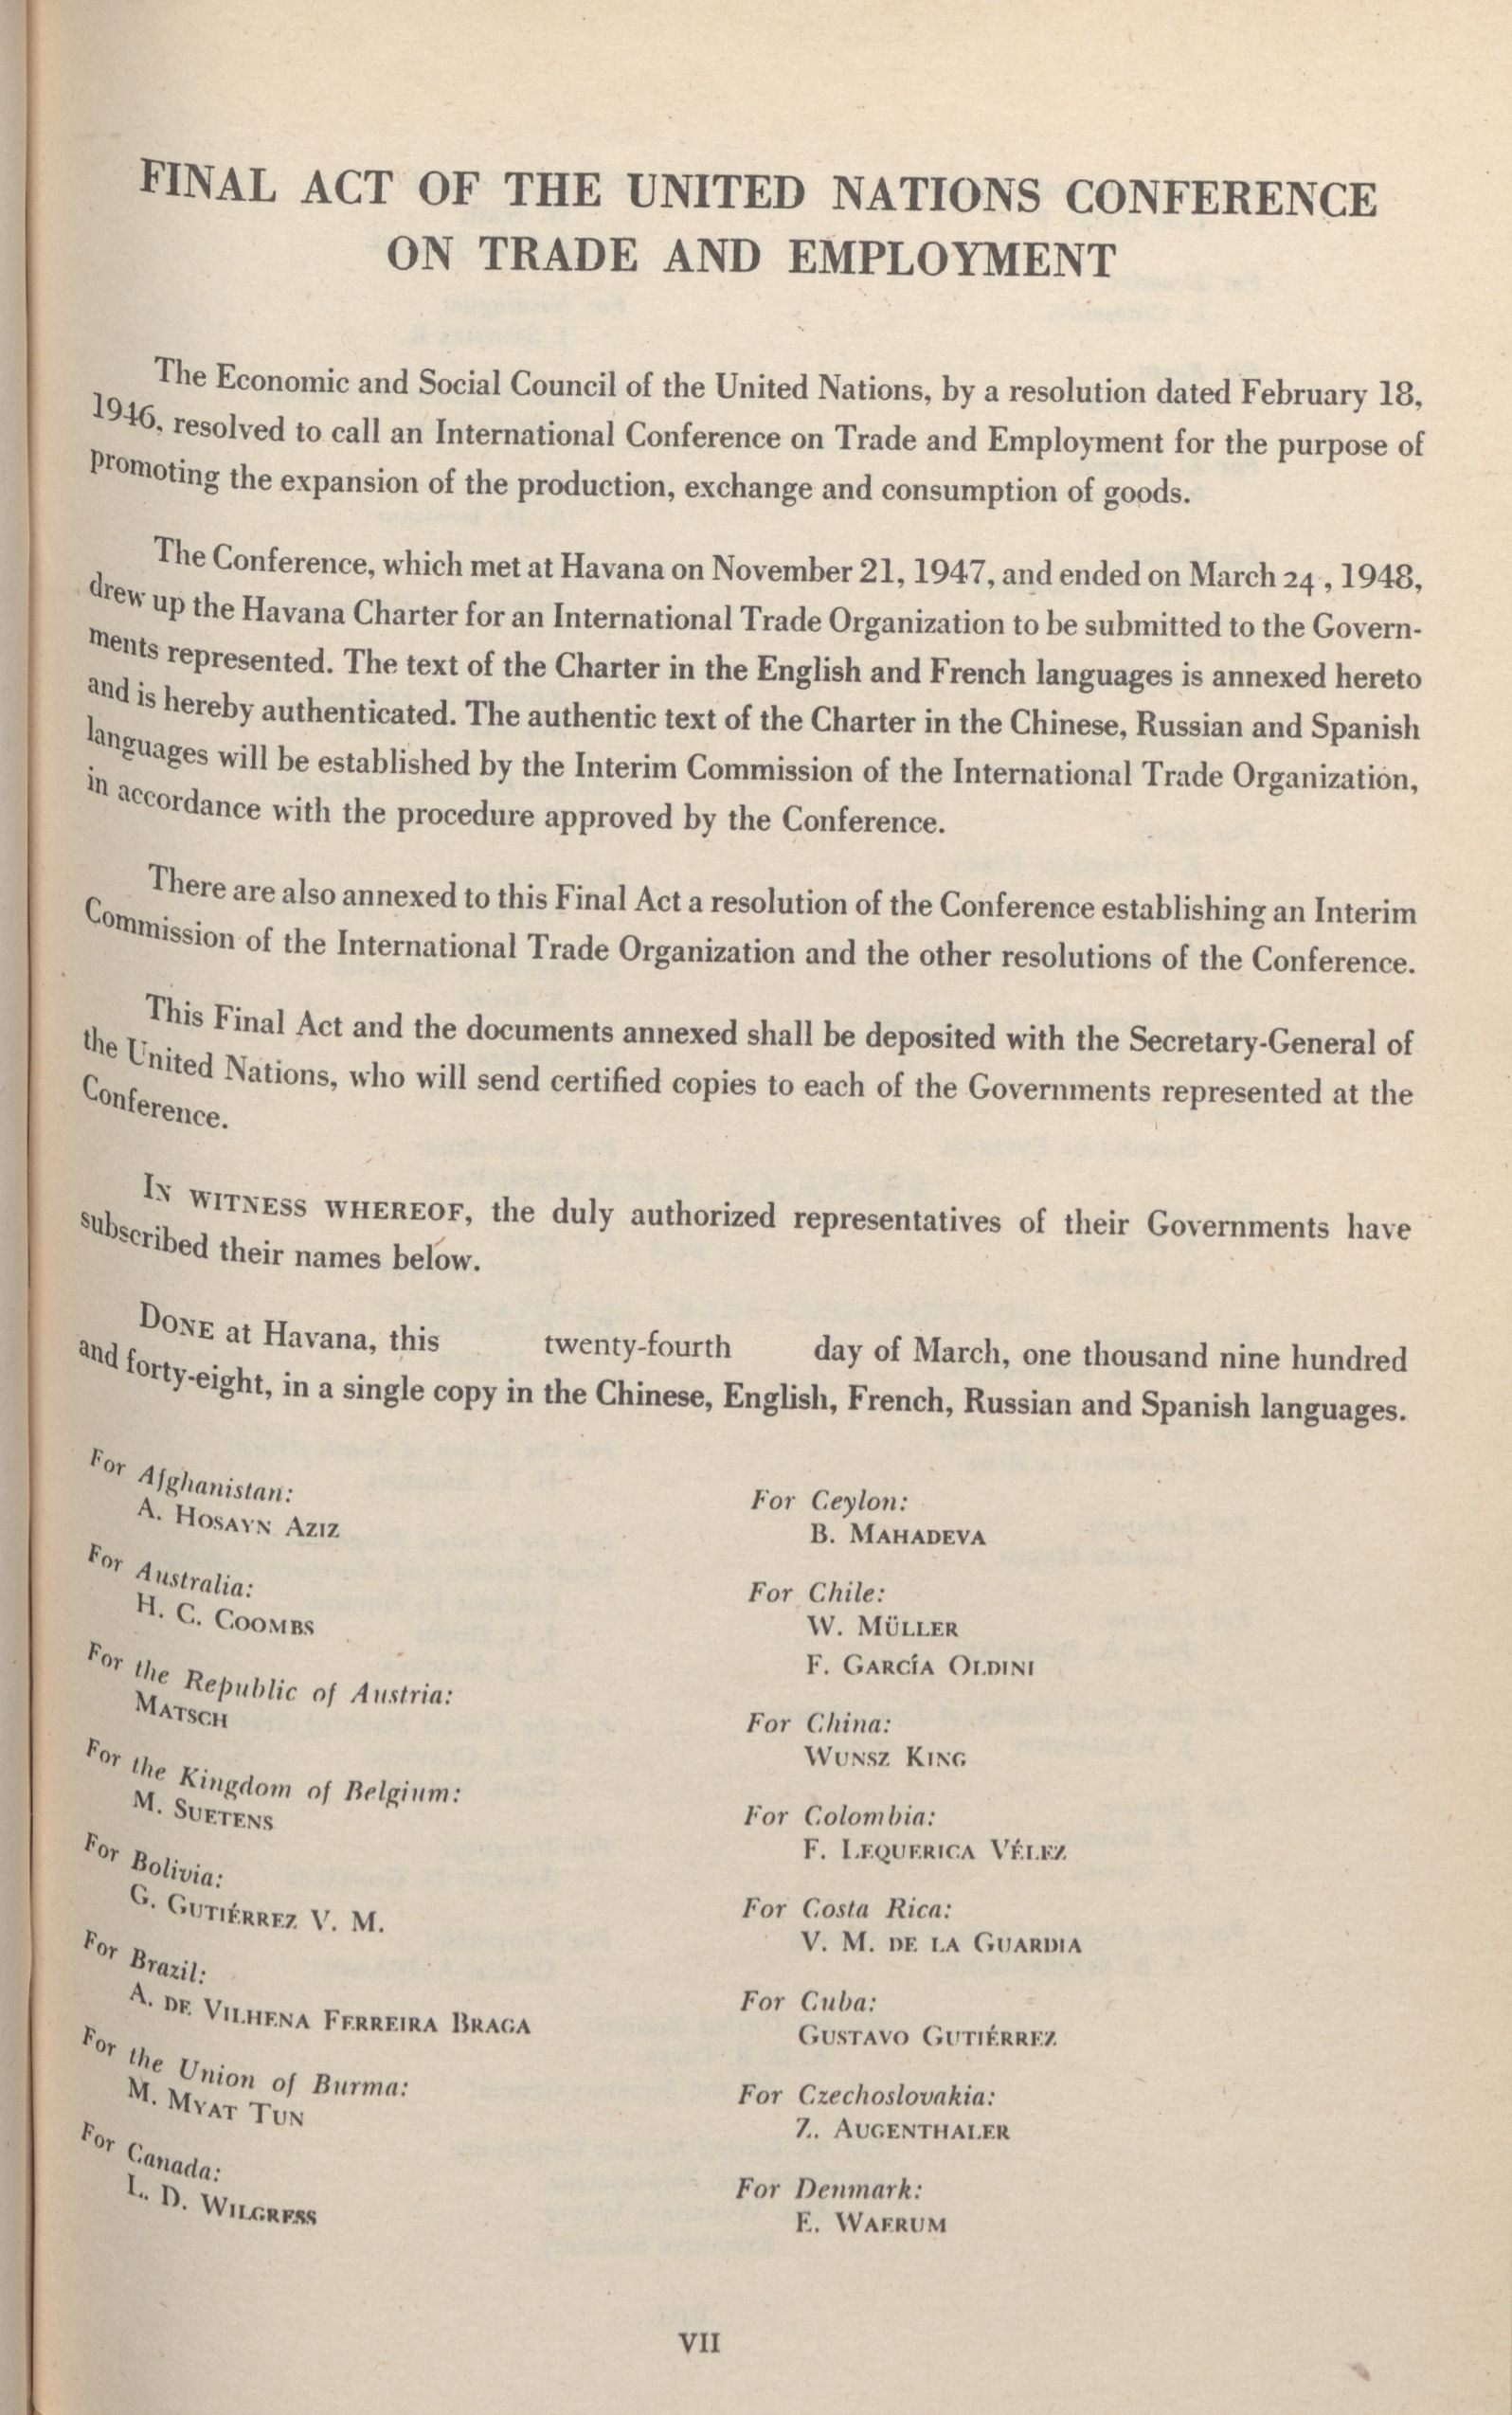 FINAL ACT OF THE UNITED NATIONS CONFERENCE
ON TRADE AND EMPLOYMENT
The Economic and Social Council of the United Nations, by a resolution dated February 18,
1946, resolved to call an International Conference on Trade and Employment for the purpose of
promoting the expansion of the production, exchange and consumption of goods.
The Conference, which met at Havana on November 21, 1947, and ended on March 24, 1948,
drew up the Havana Charter for an International Trade Organization to be submitted to the Govern-
ments represented. The text of the Charter in the English and French languages is annexed hereto
and is hereby authenticated. The authentic text of the Charter in the Chinese, Russian and Spanish
languages will be established by the Interim Commission of the International Trade Organization,
in accordance with the procedure approved by the Conference.
There are also annexed to this Final Act a resolution of the Conference establishing an Interim
Commission of the International Trade Organization and the other resolutions of the Conference.
This Final Act and the documents annexed shall be deposited with the Secretary-General of
the United Nations, who will send certified copies to each of the Governments represented at the
Conference.
IN WITNESS WHEREOF, the duly authorized representatives of their Governments have
subscribed their names below.
DONE at Havana, this twenty-fourth day of March, one thousand nine hundred
and forty-eight, in a single copy in the Chinese, English, French, Russian and Spanish languages.
For Afghanistan:
A. HOSAYN AZIZ
For Australia:
H. C. COOMBS
For the Republic of Austria:
MATSCH
For the Kingdom of Belgium:
M. SUETENS
For Bolivia:
G. GUTIÉRREZ V. M.
For Brazil:
A. DE VILHENA FERREIRA BRAGA
For the Union of Burma:
M. MYAT TUN
For Canada:
L. D. WILGRESS
For Ceylon:
B. MAHADEVA
For Chile:
W. MÜLLER
F. GARCÍA OLDINI
For China:
WUNSZ KING
For Colombia:
F. LEQUERICA VÉLEZ
For Costa Rica:
V. M. DE LA GUARDIA
For Cuba:
GUSTAVO GUTIÉRREZ
For Czechoslovakia:
Z. AUGENTHALER
For Denmark:
E. WAERUM
VII